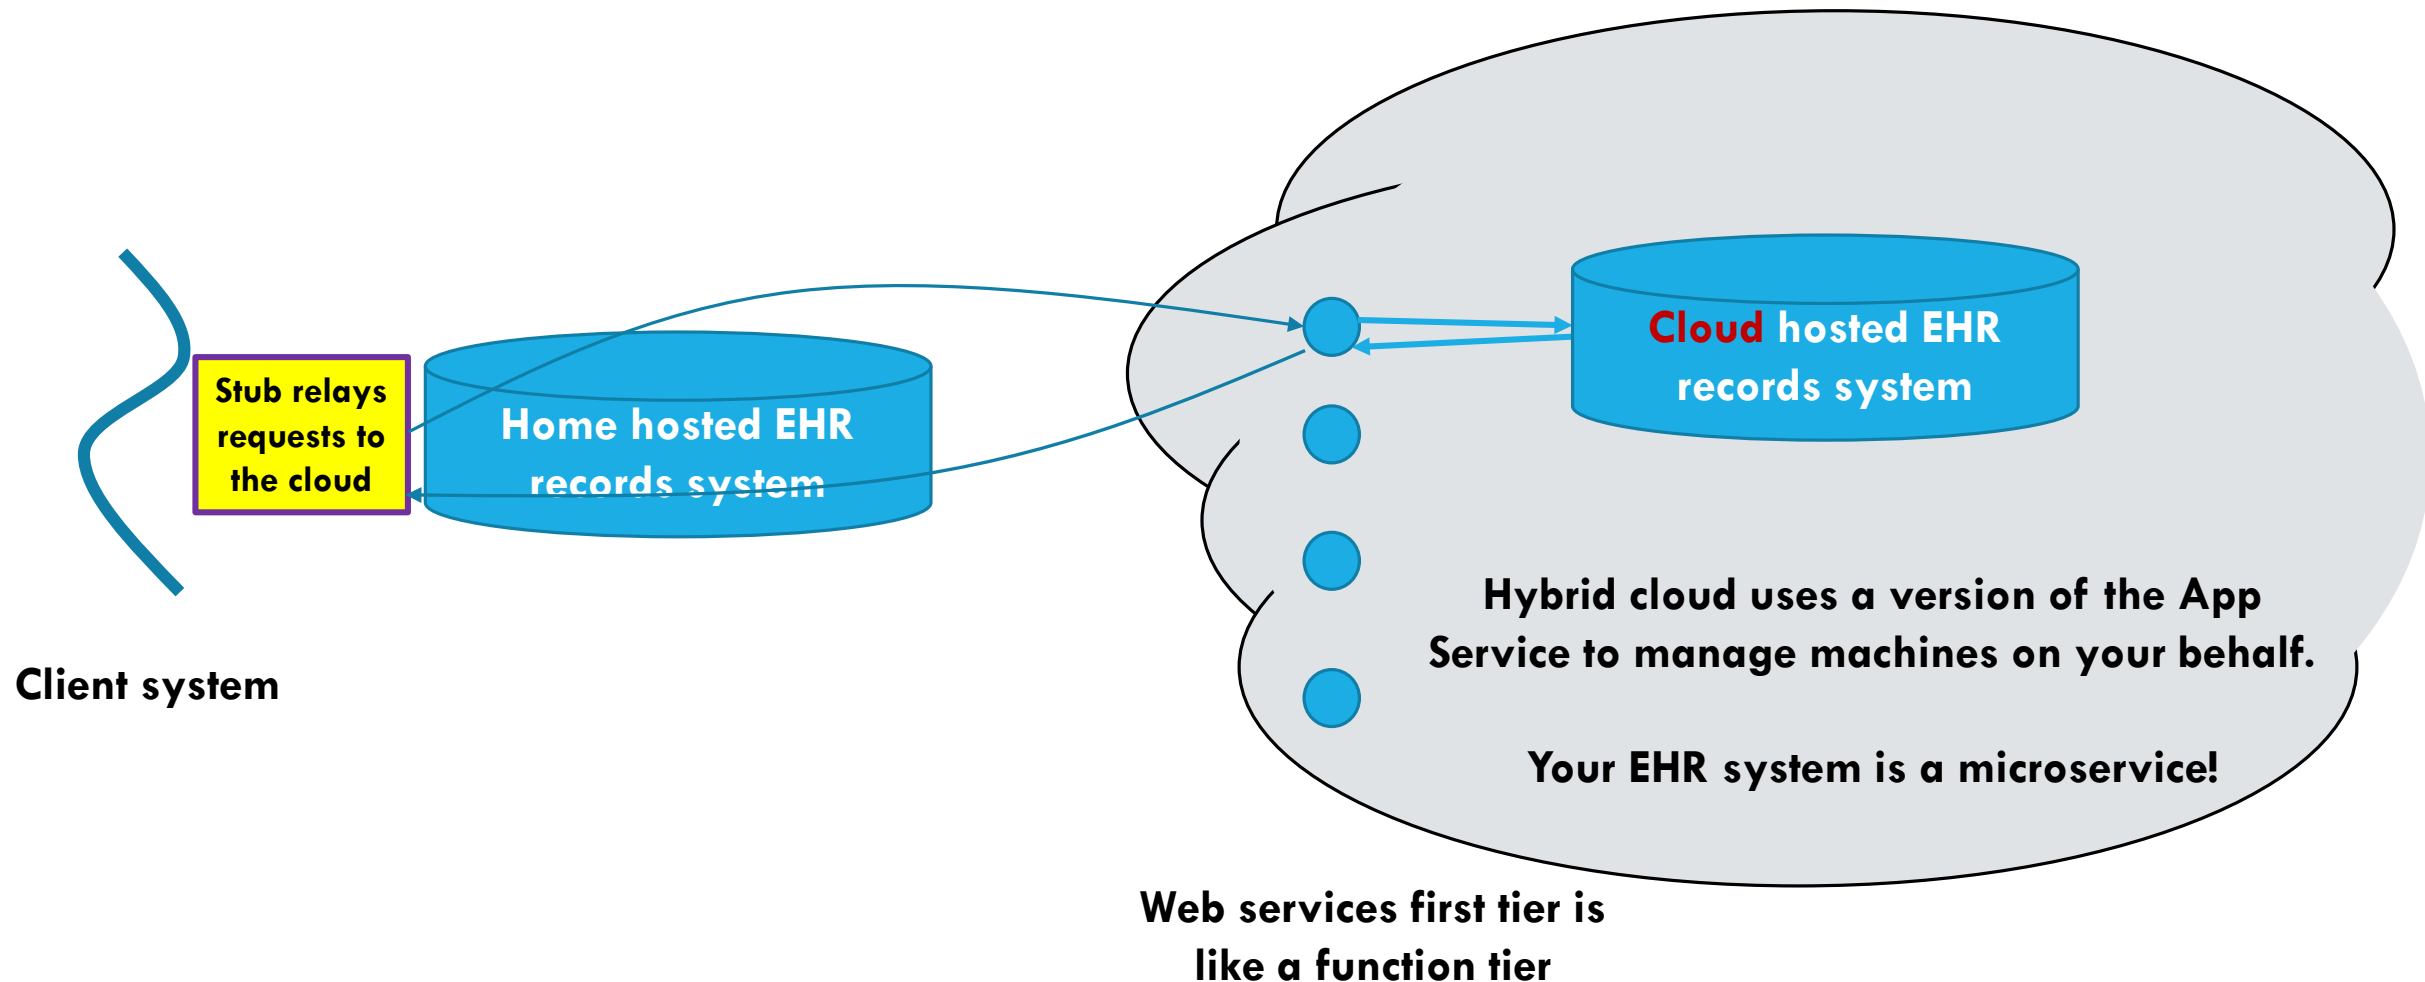 Stub relays
requests to
the cloud
Home hosted EHR
records system
Client system
Cloud hosted EHR
records system
Hybrid cloud uses a version of the App
Service to manage machines on your behalf.
Your EHR system is a microservice!
Web services first tier is
like a function tier